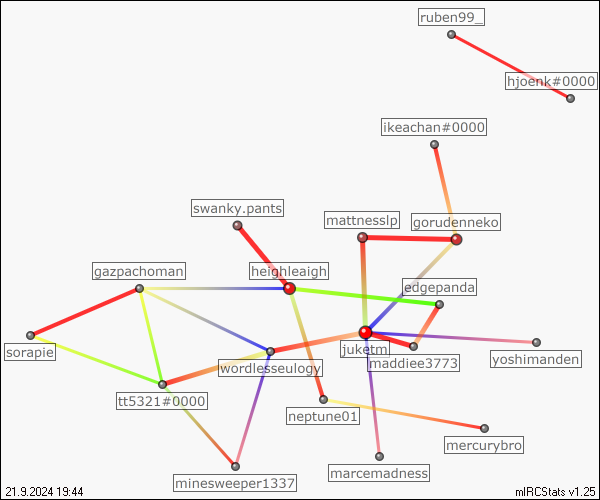 ruben99_
hjoenk#0000
ikeachan#0000
swanky.pants
mattnesslp
gorudenneko
gazpachoman
heighleaigh
edgepanda
sorapie
juketm
maddiee3773
yoshimanden
wordlesseulogy
tt5321#0000
neptune01
mercurybro
minesweeper1337
marcemadness
21.9.2024 19:44
mIRCStats v1.25